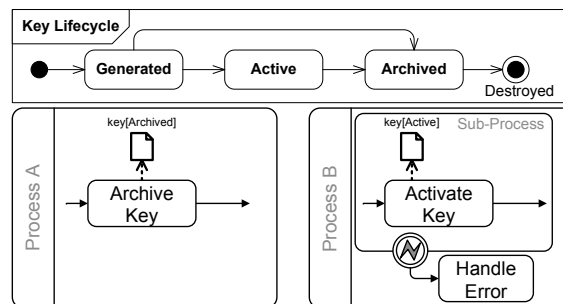 Key Lifecycle
Generated
Active
Archived
Destroyed
Process A
key[Archived]
Archive
Key
Process B
key[Active]
Sub-Process
Activate
Key
Handle
Error